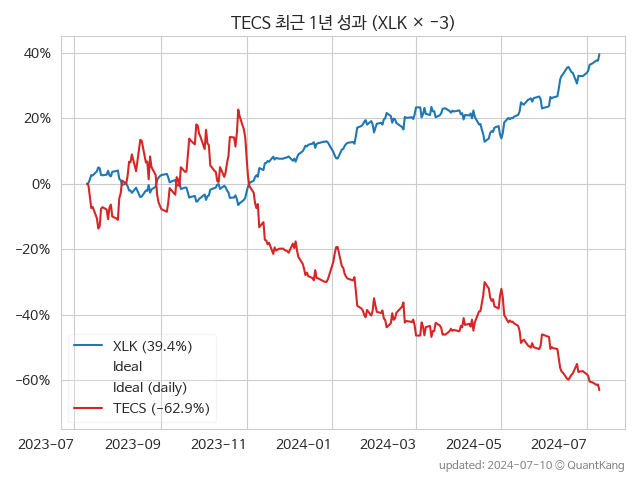 TECS 최근 1년 성과 (XLK × −3)
40%
20%
0%
−20%
−40%
−60%
XLK (39.4%)
Ideal
Ideal (daily)
TECS (−62.9%)
2023-07
2023-09
2023-11
2024-01
2024-03
2024-05
2024-07
updated: 2024-07-10 © QuantKang